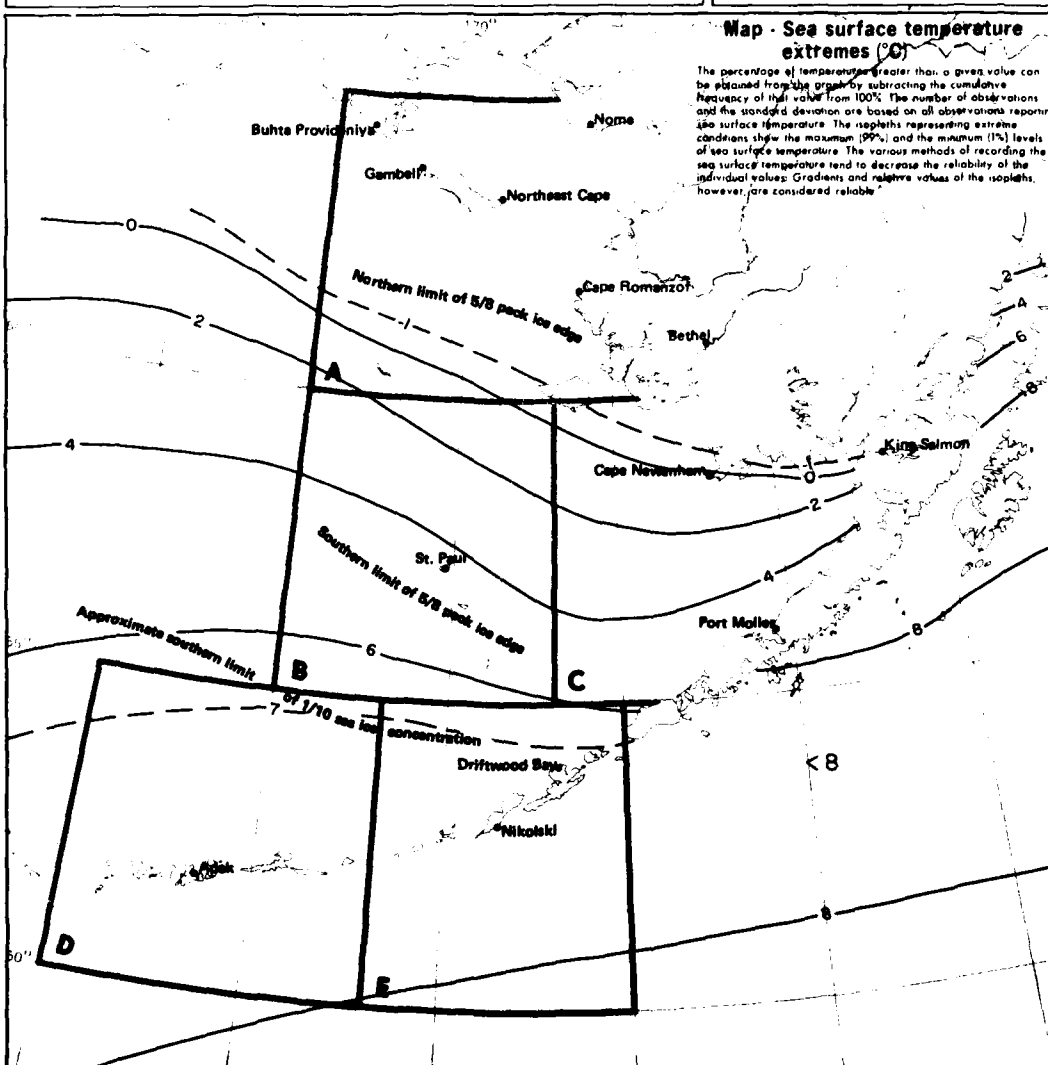 170°
Map - Sea surface temperature
extremes (°C)
The percentage of temperatures greater than a given value can
be obtained from the graph by subtracting the cumulative
frequency of that value from 100% The number of observations
and the standard deviation are based on all observations reporting
sea surface temperature The isopleths representing extreme
conditions show the maximum (99%) and the minimum (1%) levels
of sea surface temperature The various methods of recording the
sea surface temperature tend to decrease the reliability of the
individual values. Gradients and relative values of the isopleths,
however, are considered reliable
Buhta Providoniya
Nome
Gambell
Northeast Cape
0
2
Cape Romanzof
Northern limit of 5/8 pack ice edge
-1
4
2
6
Bethel
A
8
4
King Salmon
Cape Newenham
-1
0
2
Southern limit of 5/8 pack ice edge
St. Paul
4
Approximate southern limit
Port Moller
8
6
B
C
of 1/10 sea ice concentration
7
Driftwood Bay
<8
Nikolski
Adak
8
D
50°
E